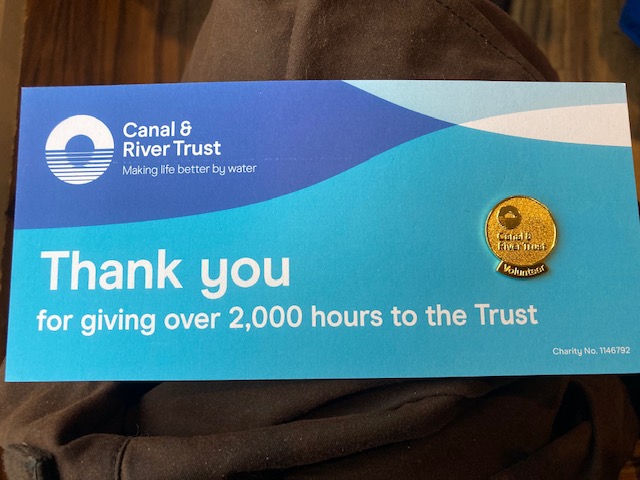 Canal &
River Trust
Making life better by water
Canal &
River Trust
Volunteer
Thank you
for giving over 2,000 hours to the Trust
Charity No. 1146792